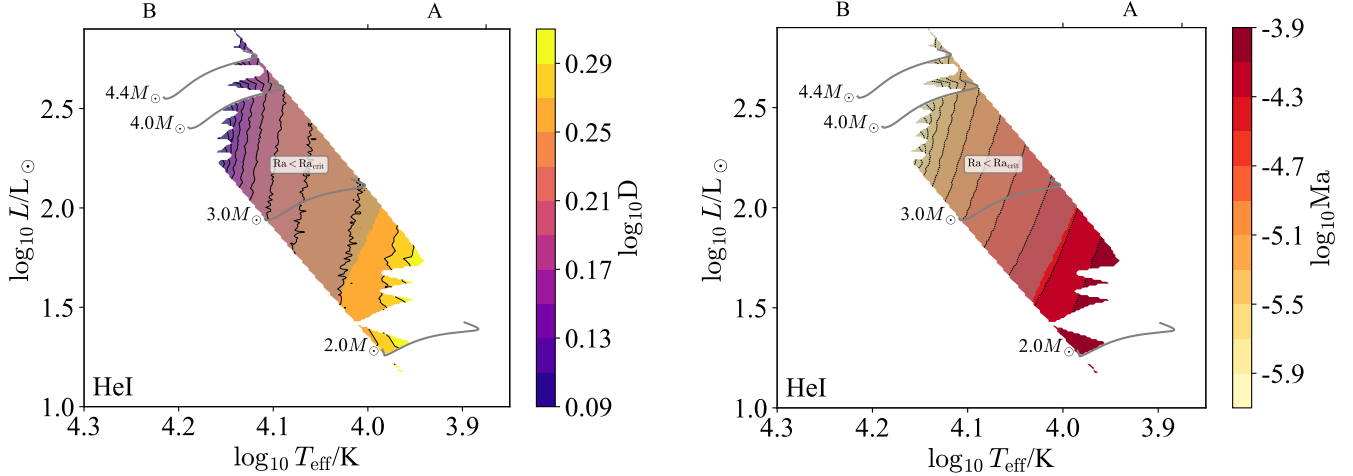 B A
4.4M☉
4.0M☉
3.0M☉
2.0M☉
Ra < Ra_crit
HeI
2.5
2.0
1.5
1.0
log₁₀ L/L☉
4.3 4.2 4.1 4.0 3.9
log₁₀ T_eff/K
0.29
0.25
0.21
0.17
0.13
0.09
log₁₀D
B A
4.4M☉
4.0M☉
3.0M☉
2.0M☉
Ra < Ra_crit
HeI
2.5
2.0
1.5
1.0
log₁₀ L/L☉
4.3 4.2 4.1 4.0 3.9
log₁₀ T_eff/K
-3.9
-4.3
-4.7
-5.1
-5.5
-5.9
log₁₀Ma